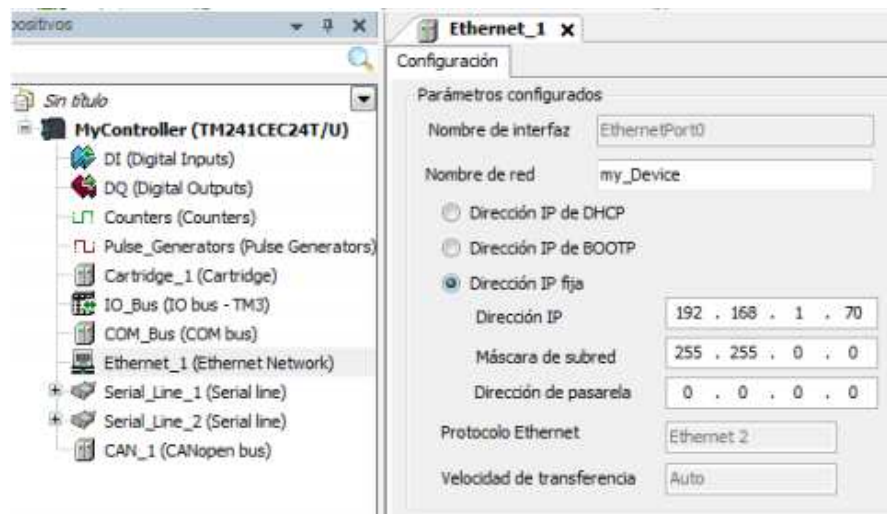 positivos
Sin título
MyController (TM241CEC24T/U)
DI (Digital Inputs)
DQ (Digital Outputs)
Counters (Counters)
Pulse_Generators (Pulse Generators)
Cartridge_1 (Cartridge)
IO_Bus (IO bus - TM3)
COM_Bus (COM bus)
Ethernet_1 (Ethernet Network)
Serial_Line_1 (Serial line)
Serial_Line_2 (Serial line)
CAN_1 (CANopen bus)
Ethernet_1 X
Configuración
Parámetros configurados
Nombre de interfaz EthernetPort0
Nombre de red my_Device
Dirección IP de DHCP
Dirección IP de BOOTP
Dirección IP fija
Dirección IP 192 . 168 . 1 . 70
Máscara de subred 255 . 255 . 0 . 0
Dirección de pasarela 0 . 0 . 0 . 0
Protocolo Ethernet Ethernet 2
Velocidad de transferencia Auto